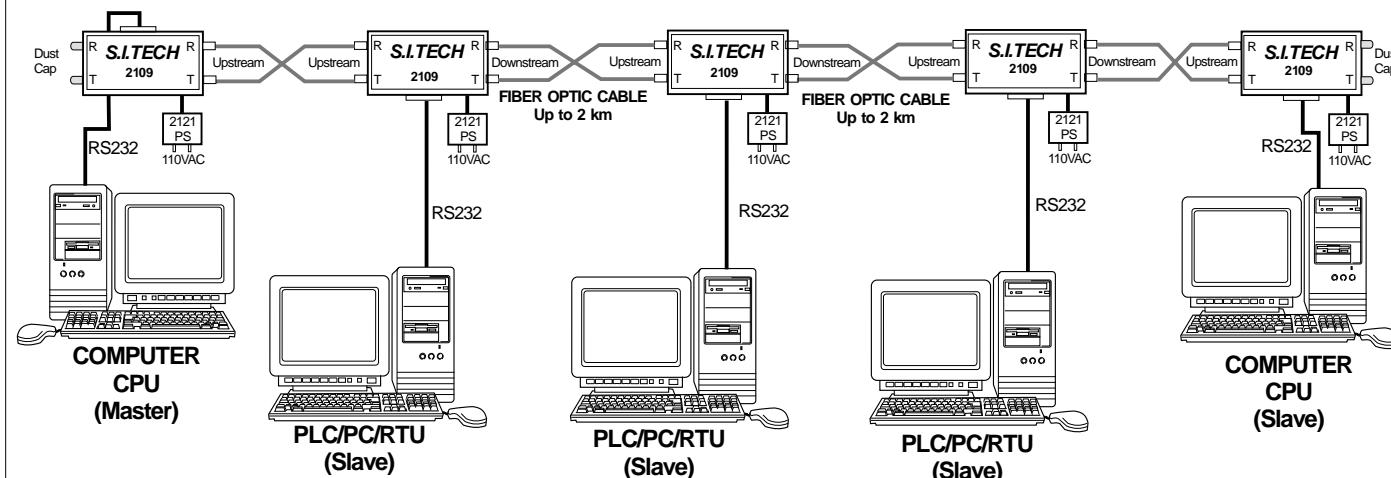 Dust
Cap
R
T
S.I.TECH
2109
R
T
Upstream
Upstream
R
T
S.I.TECH
2109
R
T
Downstream
Upstream
R
T
S.I.TECH
2109
R
T
Downstream
Upstream
R
T
S.I.TECH
2109
R
T
Downstream
Upstream
R
T
S.I.TECH
2109
R
T
Dus
Cap
FIBER OPTIC CABLE
Up to 2 km
FIBER OPTIC CABLE
Up to 2 km
2121
PS
110VAC
2121
PS
110VAC
2121
PS
110VAC
2121
PS
110VAC
2121
PS
110VAC
RS232
RS232
RS232
RS232
RS232
COMPUTER
CPU
(Master)
PLC/PC/RTU
(Slave)
PLC/PC/RTU
(Slave)
PLC/PC/RTU
(Slave)
COMPUTER
CPU
(Slave)